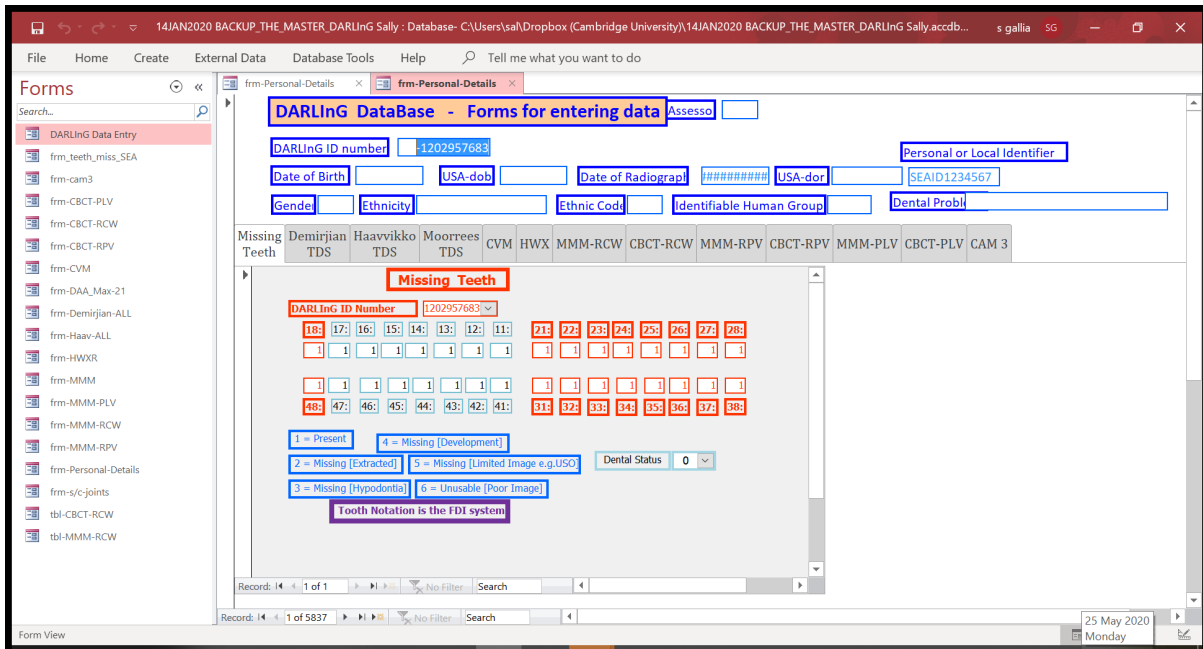 14JAN2020 BACKUP_THE_MASTER_DARLInG Sally : Database- C:\Users\sal\Dropbox (Cambridge University)\14JAN2020 BACKUP_THE_MASTER_DARLInG Sally.accdb... s gallia SG
File Home Create External Data Database Tools Help Tell me what you want to do
Forms
Search...
DARLInG Data Entry
frm_teeth_miss_SEA
frm-cam3
frm-CBCT-PLV
frm-CBCT-RCW
frm-CBCT-RPV
frm-CVM
frm-DAA_Max-21
frm-Demirjian-ALL
frm-Haav-ALL
frm-HWXR
frm-MMM
frm-MMM-PLV
frm-MMM-RCW
frm-MMM-RPV
frm-Personal-Details
frm-s/c-joints
tbl-CBCT-RCW
tbl-MMM-RCW
frm-Personal-Details frm-Personal-Details
DARLInG DataBase - Forms for entering data Assesso
DARLInG ID number -1202957683 Personal or Local Identifier
Date of Birth USA-dob Date of Radiograph ########## USA-dor SEAID1234567
Gender Ethnicity Ethnic Code Identifiable Human Group Dental Proble
Missing Teeth Demirjian TDS Haavvikko TDS Moorrees TDS CVM HWX MMM-RCW CBCT-RCW MMM-RPV CBCT-RPV MMM-PLV CBCT-PLV CAM 3
Missing Teeth
DARLInG ID Number 1202957683
18: 17: 16: 15: 14: 13: 12: 11: 21: 22: 23: 24: 25: 26: 27: 28:
1 1 1 1 1 1 1 1 1 1 1 1 1 1 1 1
1 1 1 1 1 1 1 1 1 1 1 1 1 1 1 1
48: 47: 46: 45: 44: 43: 42: 41: 31: 32: 33: 34: 35: 36: 37: 38:
1 = Present 4 = Missing [Development]
2 = Missing [Extracted] 5 = Missing [Limited Image e.g.USO] Dental Status 0
3 = Missing [Hypodontia] 6 = Unusable [Poor Image]
Tooth Notation is the FDI system
Record: 1 of 1 No Filter Search
Record: 1 of 5837 No Filter Search
Form View
25 May 2020
Monday